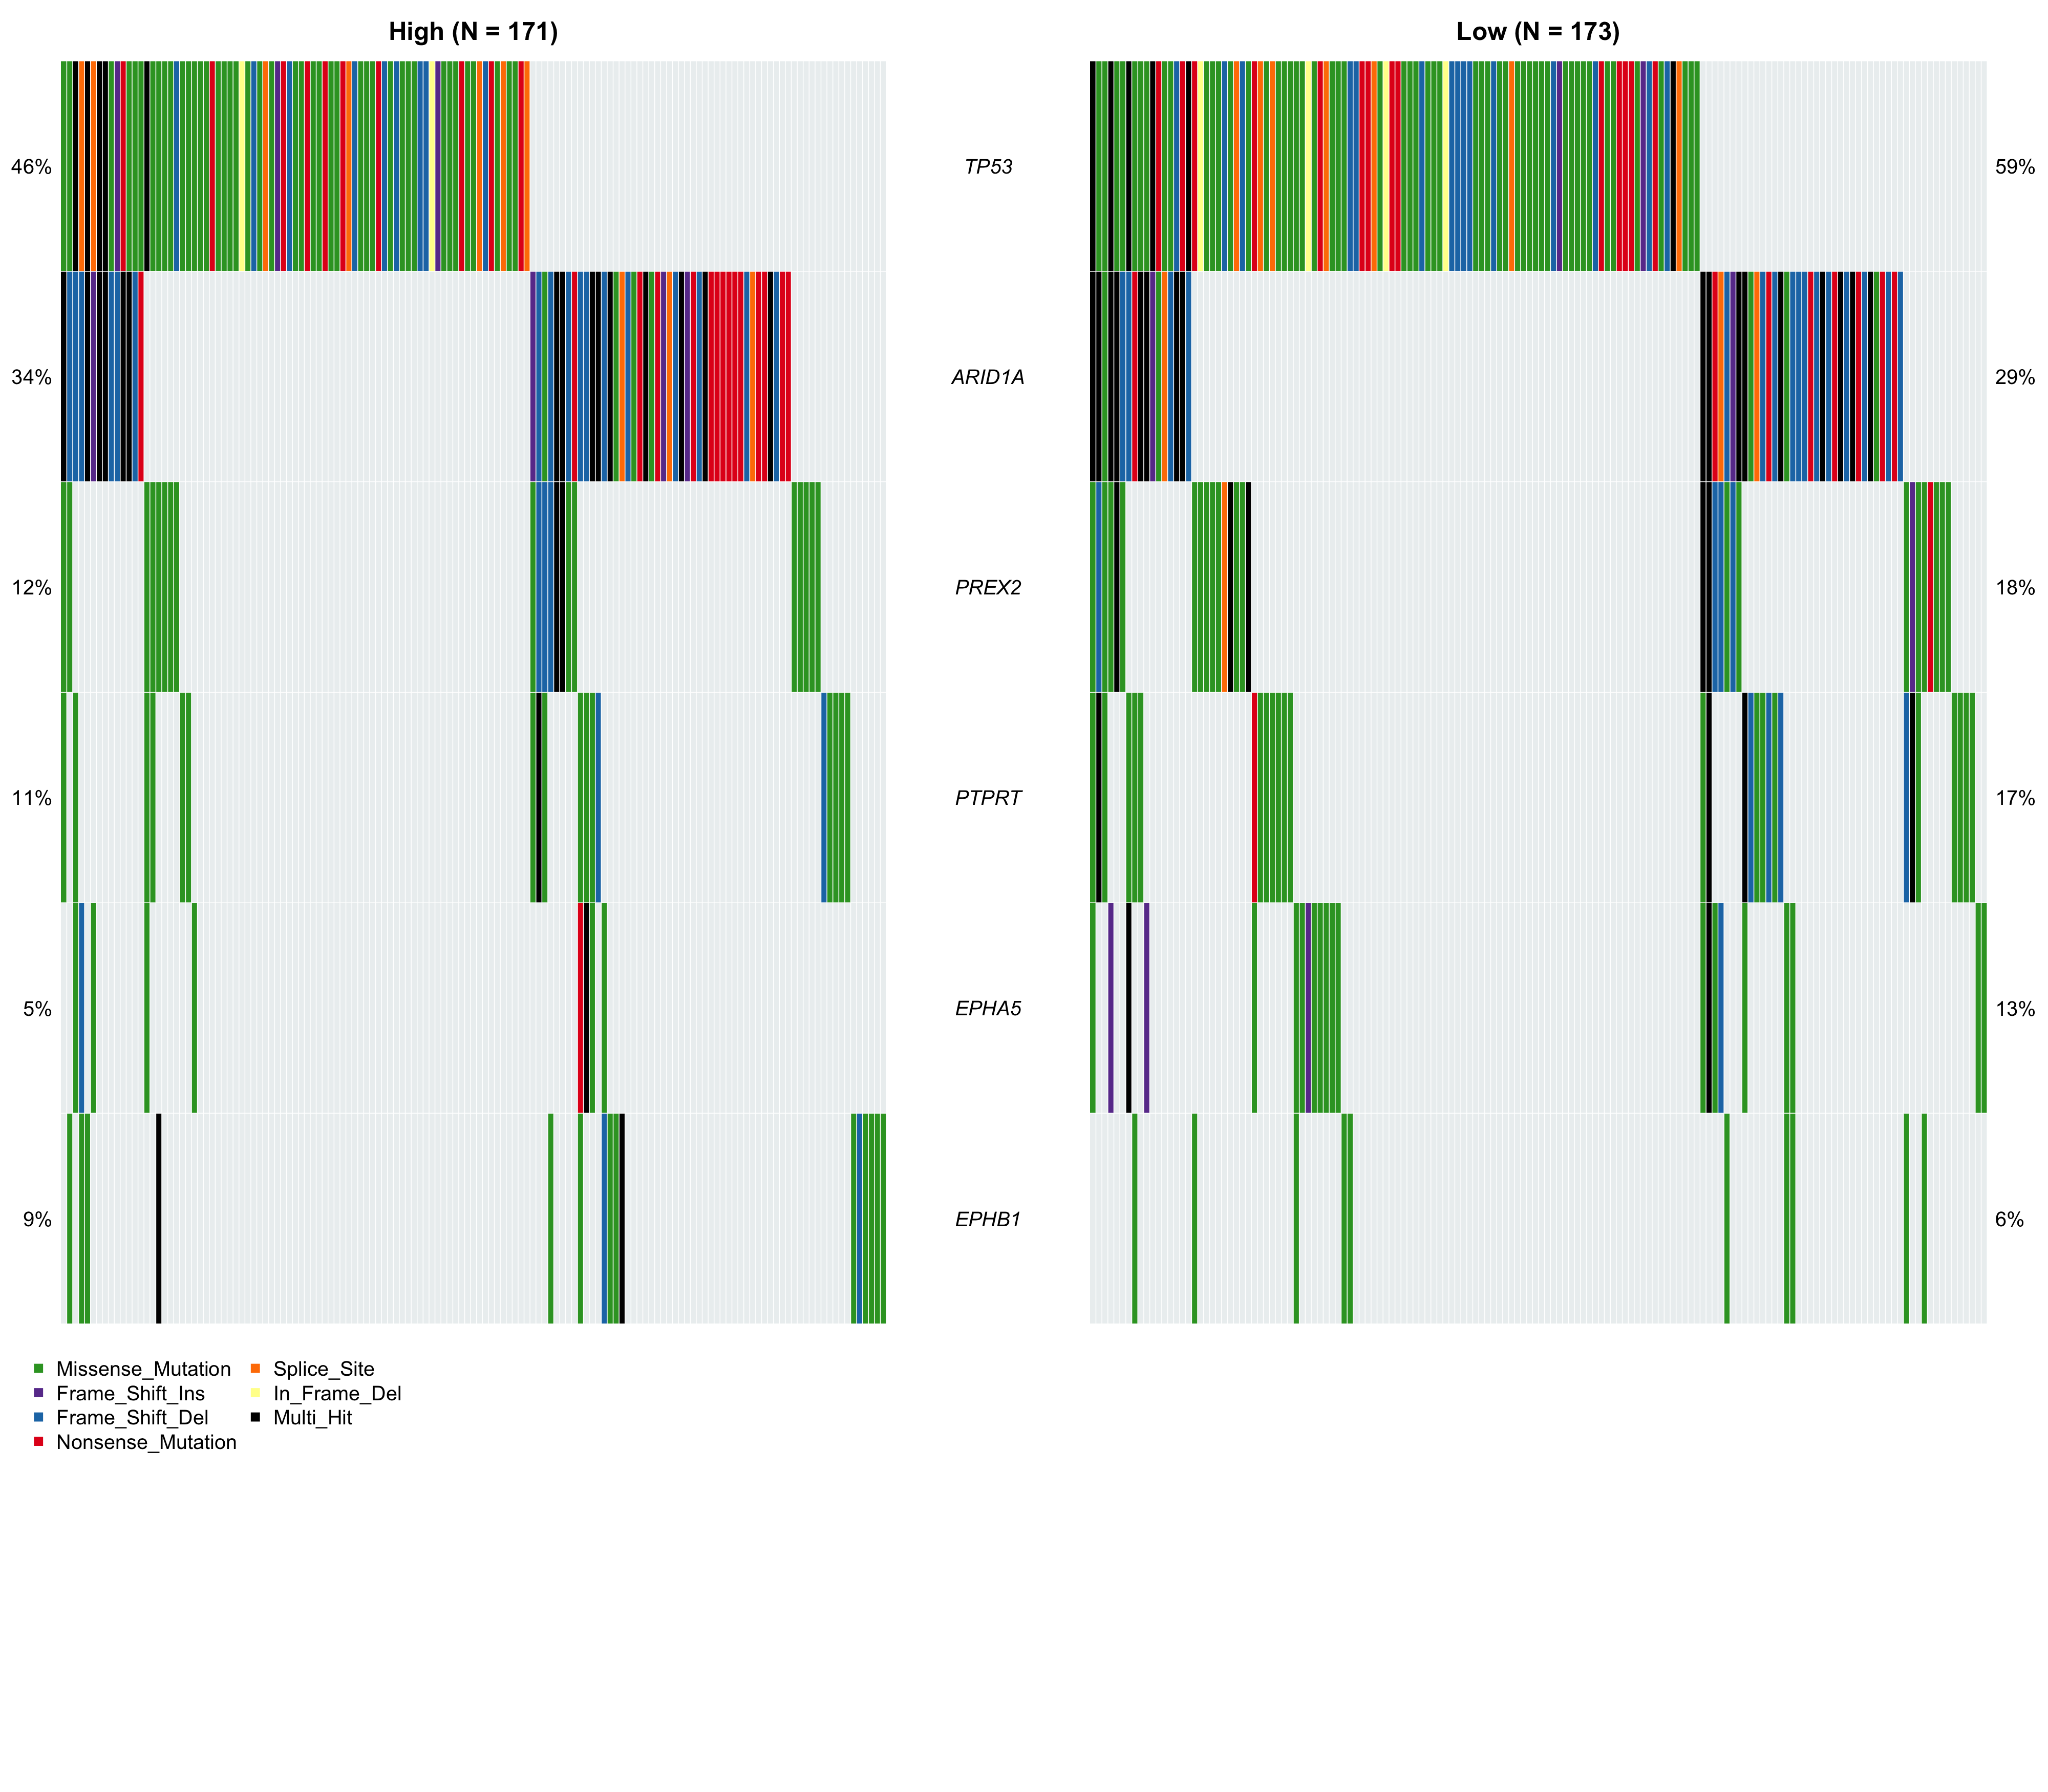 High (N = 171)
Low (N = 173)
46% TP53 59%
34% ARID1A 29%
12% PREX2 18%
11% PTPRT 17%
5% EPHA5 13%
9% EPHB1 6%
Missense_Mutation Splice_Site
Frame_Shift_Ins In_Frame_Del
Frame_Shift_Del Multi_Hit
Nonsense_Mutation